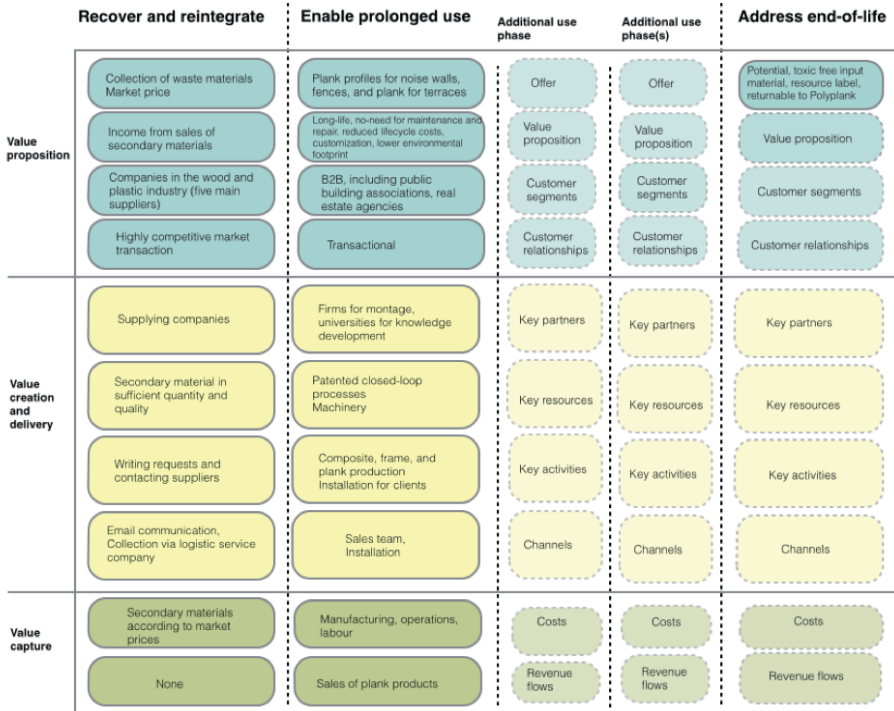 Recover and reintegrate
Enable prolonged use
Additional use
phase
Additional use
phase(s)
Address end-of-life
Value
proposition
Collection of waste materials
Market price
Plank profiles for noise walls,
fences, and plank for terraces
Offer
Offer
Potential, toxic free input
material, resource label,
returnable to Polyplank
Income from sales of
secondary materials
Long-life, no-need for maintenance and
repair, reduced lifecycle costs,
customization, lower environmental
footprint
Value
proposition
Value
proposition
Value proposition
Companies in the wood and
plastic industry (five main
suppliers)
B2B, including public
building associations, real
estate agencies
Customer
segments
Customer
segments
Customer segments
Highly competitive market
transaction
Transactional
Customer
relationships
Customer
relationships
Customer relationships
Value
creation and
delivery
Supplying companies
Firms for montage,
universities for knowledge
development
Key partners
Key partners
Key partners
Secondary material in
sufficient quantity and
quality
Patented closed-loop
processes
Machinery
Key resources
Key resources
Key resources
Writing requests and
contacting suppliers
Composite, frame, and
plank production
Installation for clients
Key activities
Key activities
Key activities
Email communication,
Collection via logistic service
company
Sales team,
Installation
Channels
Channels
Channels
Value
capture
Secondary materials
according to market
prices
Manufacturing, operations,
labour
Costs
Costs
Costs
None
Sales of plank products
Revenue
flows
Revenue
flows
Revenue flows